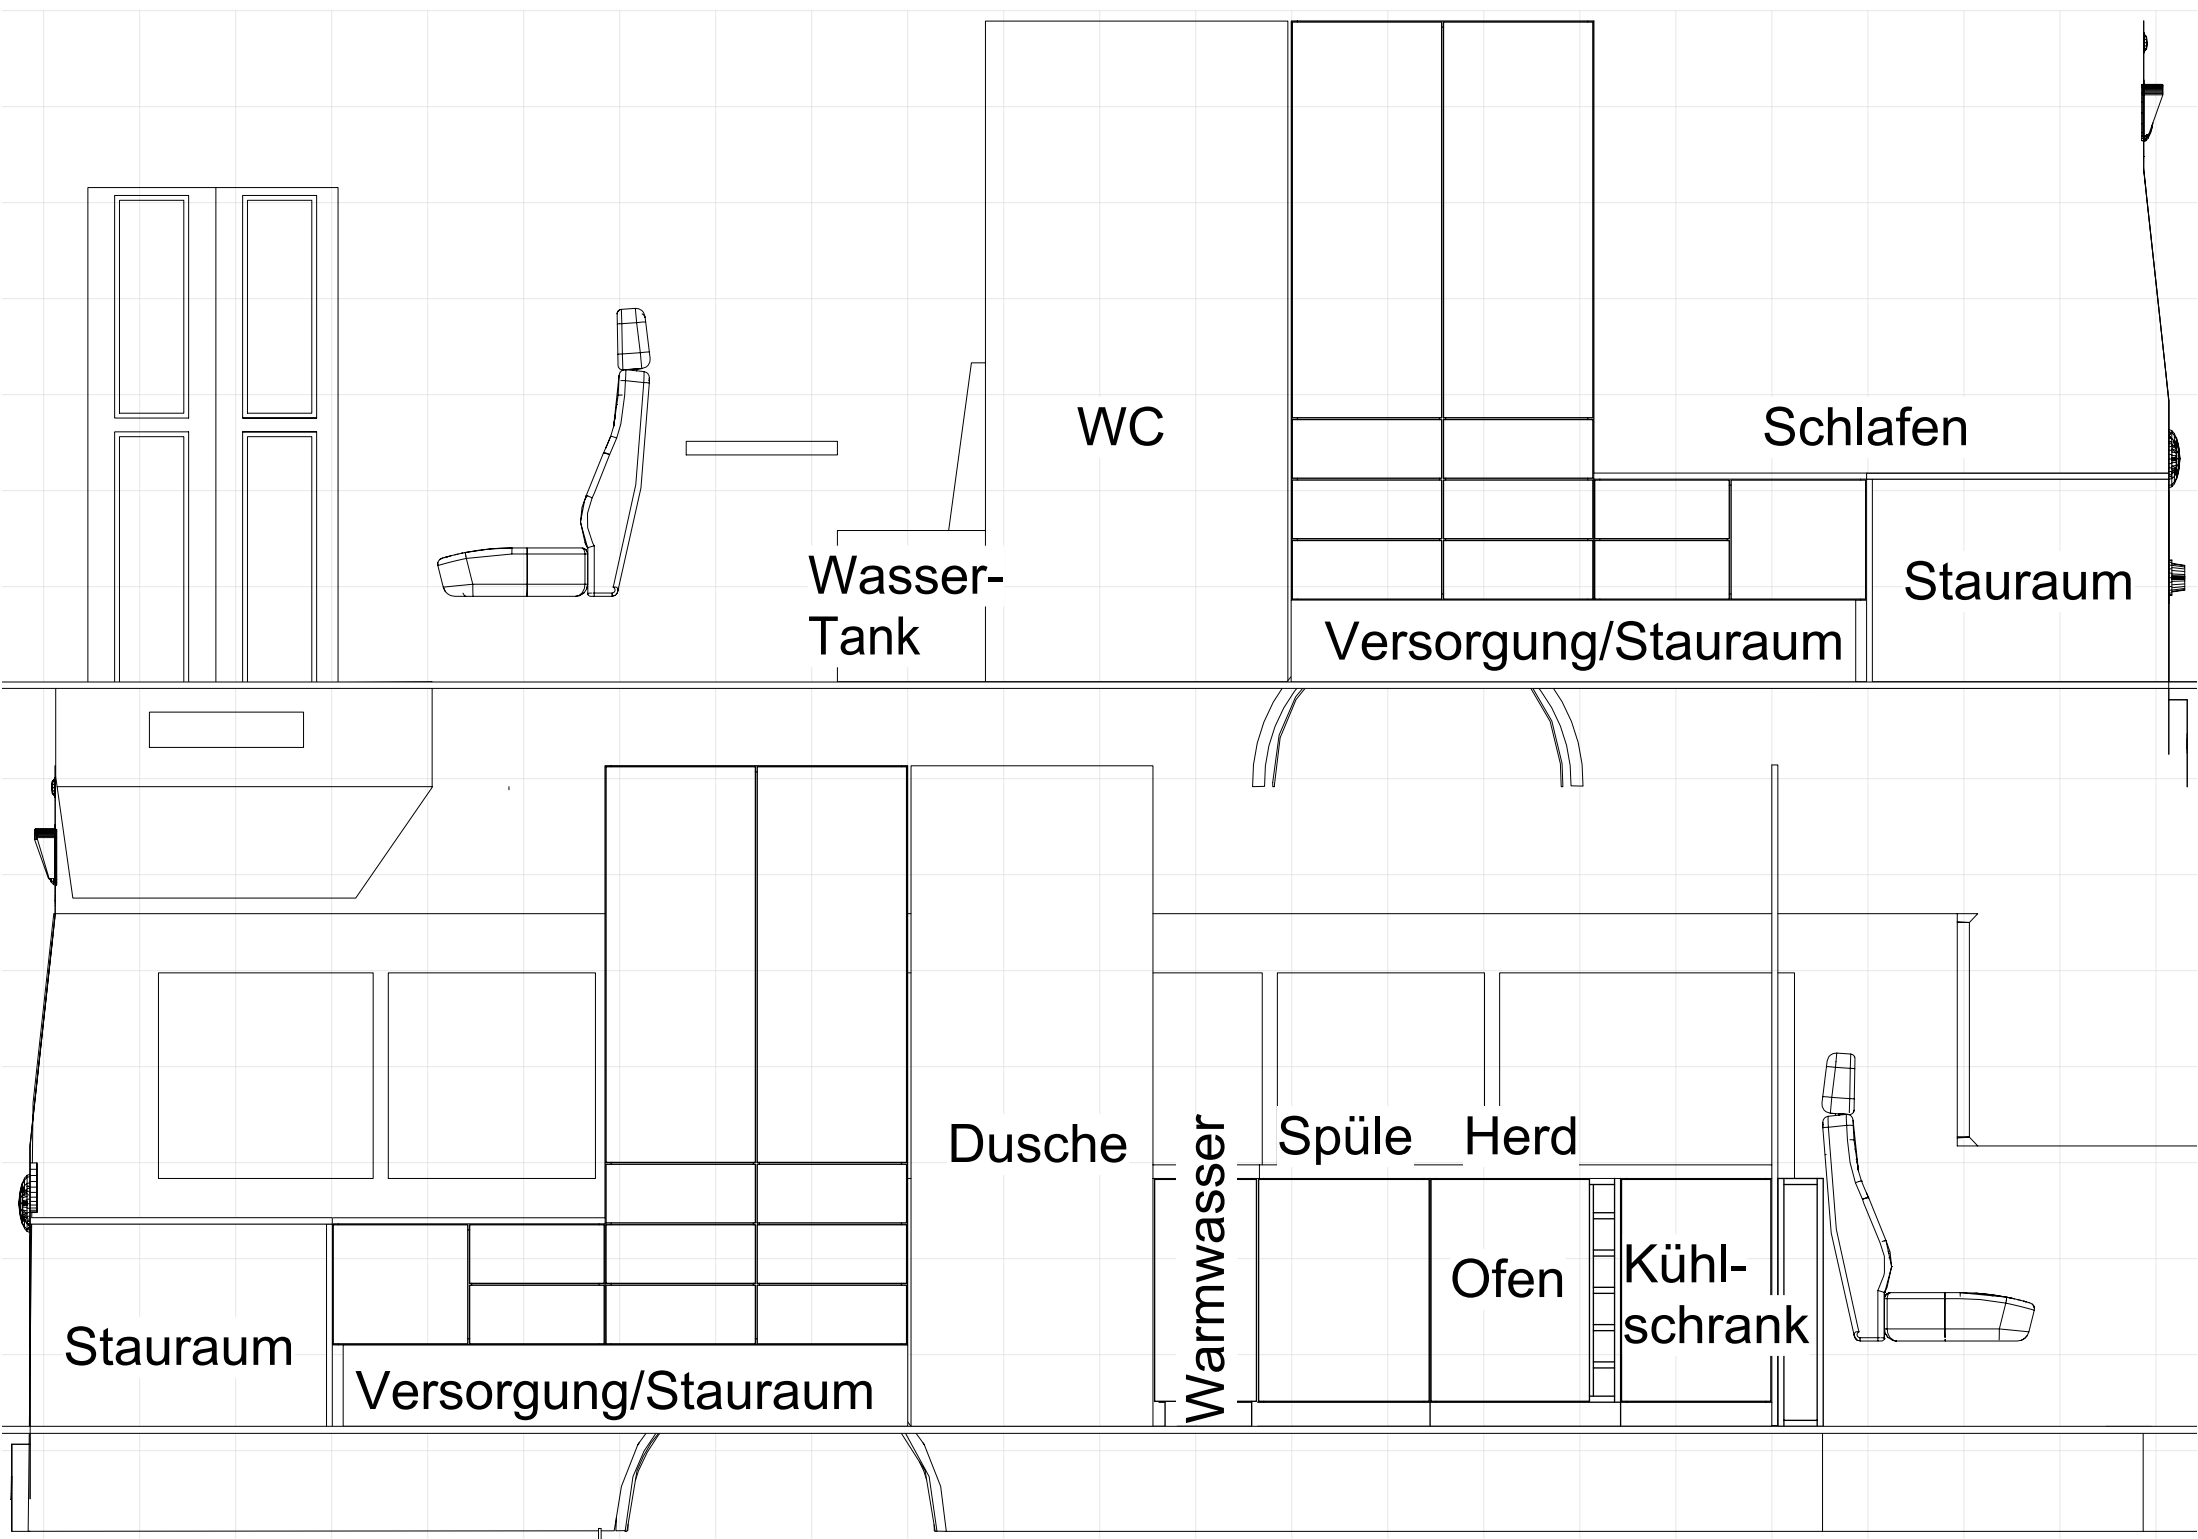 WC
Schlafen
Wasser-
Tank
Stauraum
Versorgung/Stauraum
Dusche
Warmwasser
Spüle
Herd
Ofen
Kühl-
schrank
Stauraum
Versorgung/Stauraum